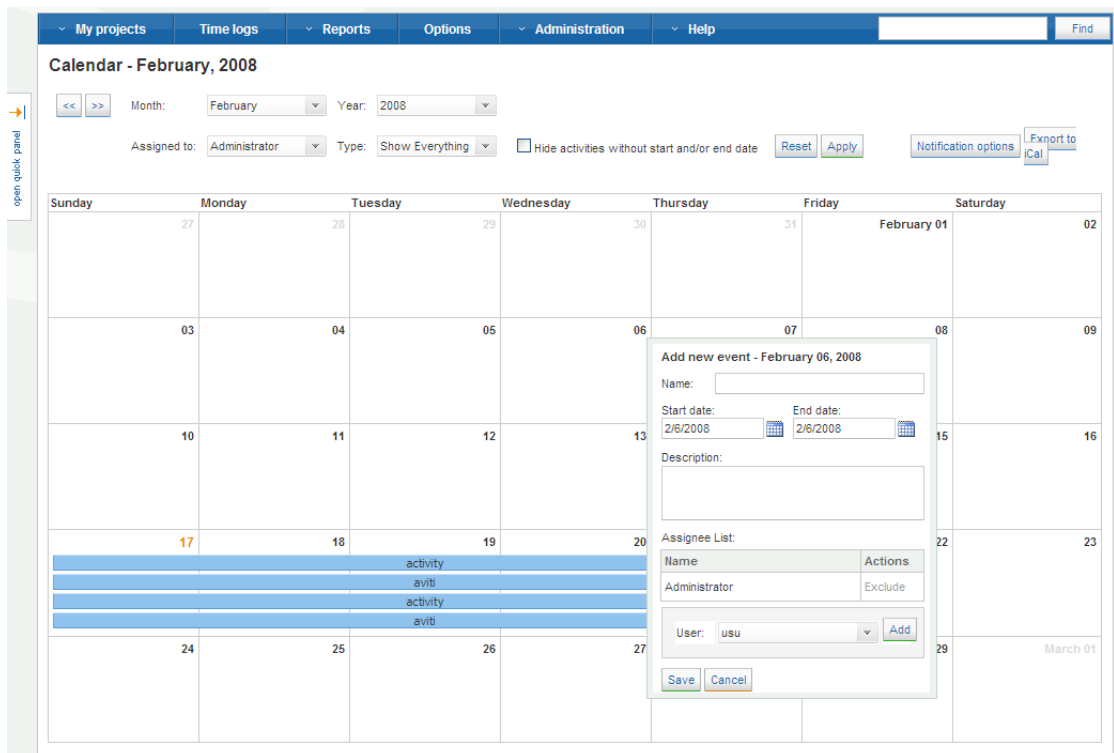 My projects Time logs Reports Options Administration Help Find
Calendar - February, 2008
<< >> Month: February Year: 2008
Assigned to: Administrator Type: Show Everything Hide activities without start and/or end date Reset Apply Notification options Export to iCal
open quick panel
Sunday Monday Tuesday Wednesday Thursday Friday Saturday
27 28 29 30 31 February 01 02
03 04 05 06 07 08 09
Add new event - February 06, 2008
Name:
Start date: End date:
2/6/2008 2/6/2008
10 11 12 13 15 16
Description:
17 18 19 20 22 23
Assignee List:
activity
Name Actions
aviti
Administrator Exclude
activity
aviti
User: usu Add
24 25 26 27 29 March 01
Save Cancel